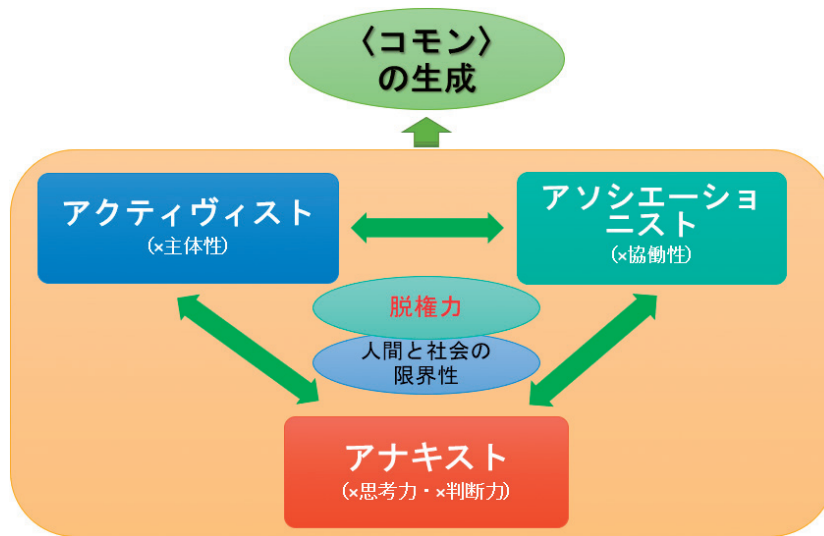 〈コモン〉
の生成
アクティヴィスト
(×主体性)
アソシエーショ
ニスト
(×協働性)
脱権力
人間と社会の
限界性
アナキスト
(×思考力・×判断力)